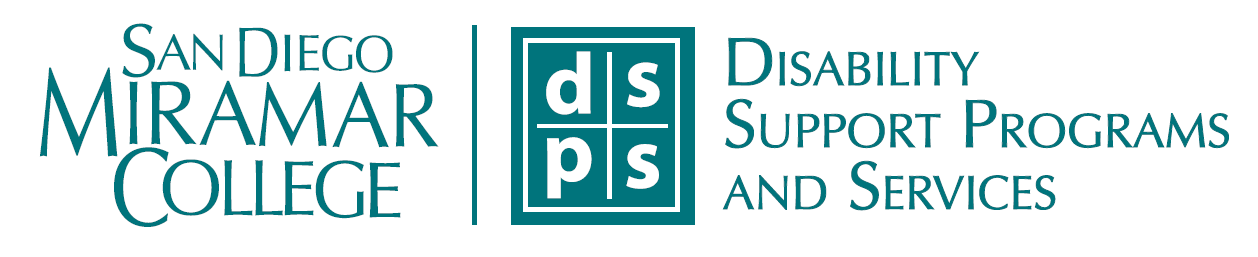 SAN DIEGO
MIRAMAR
COLLEGE
d s
p s
DISABILITY
SUPPORT PROGRAMS
AND SERVICES